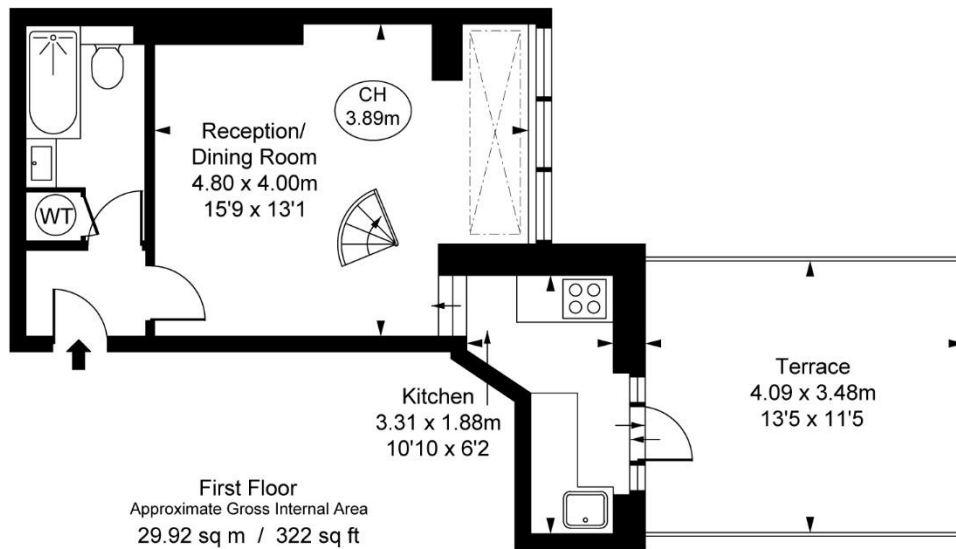 CH
3.89m
Reception/
Dining Room
4.80 x 4.00m
15'9 x 13'1
WT
Kitchen
3.31 x 1.88m
10'10 x 6'2
Terrace
4.09 x 3.48m
13'5 x 11'5
First Floor
Approximate Gross Internal Area
29.92 sq m / 322 sq ft